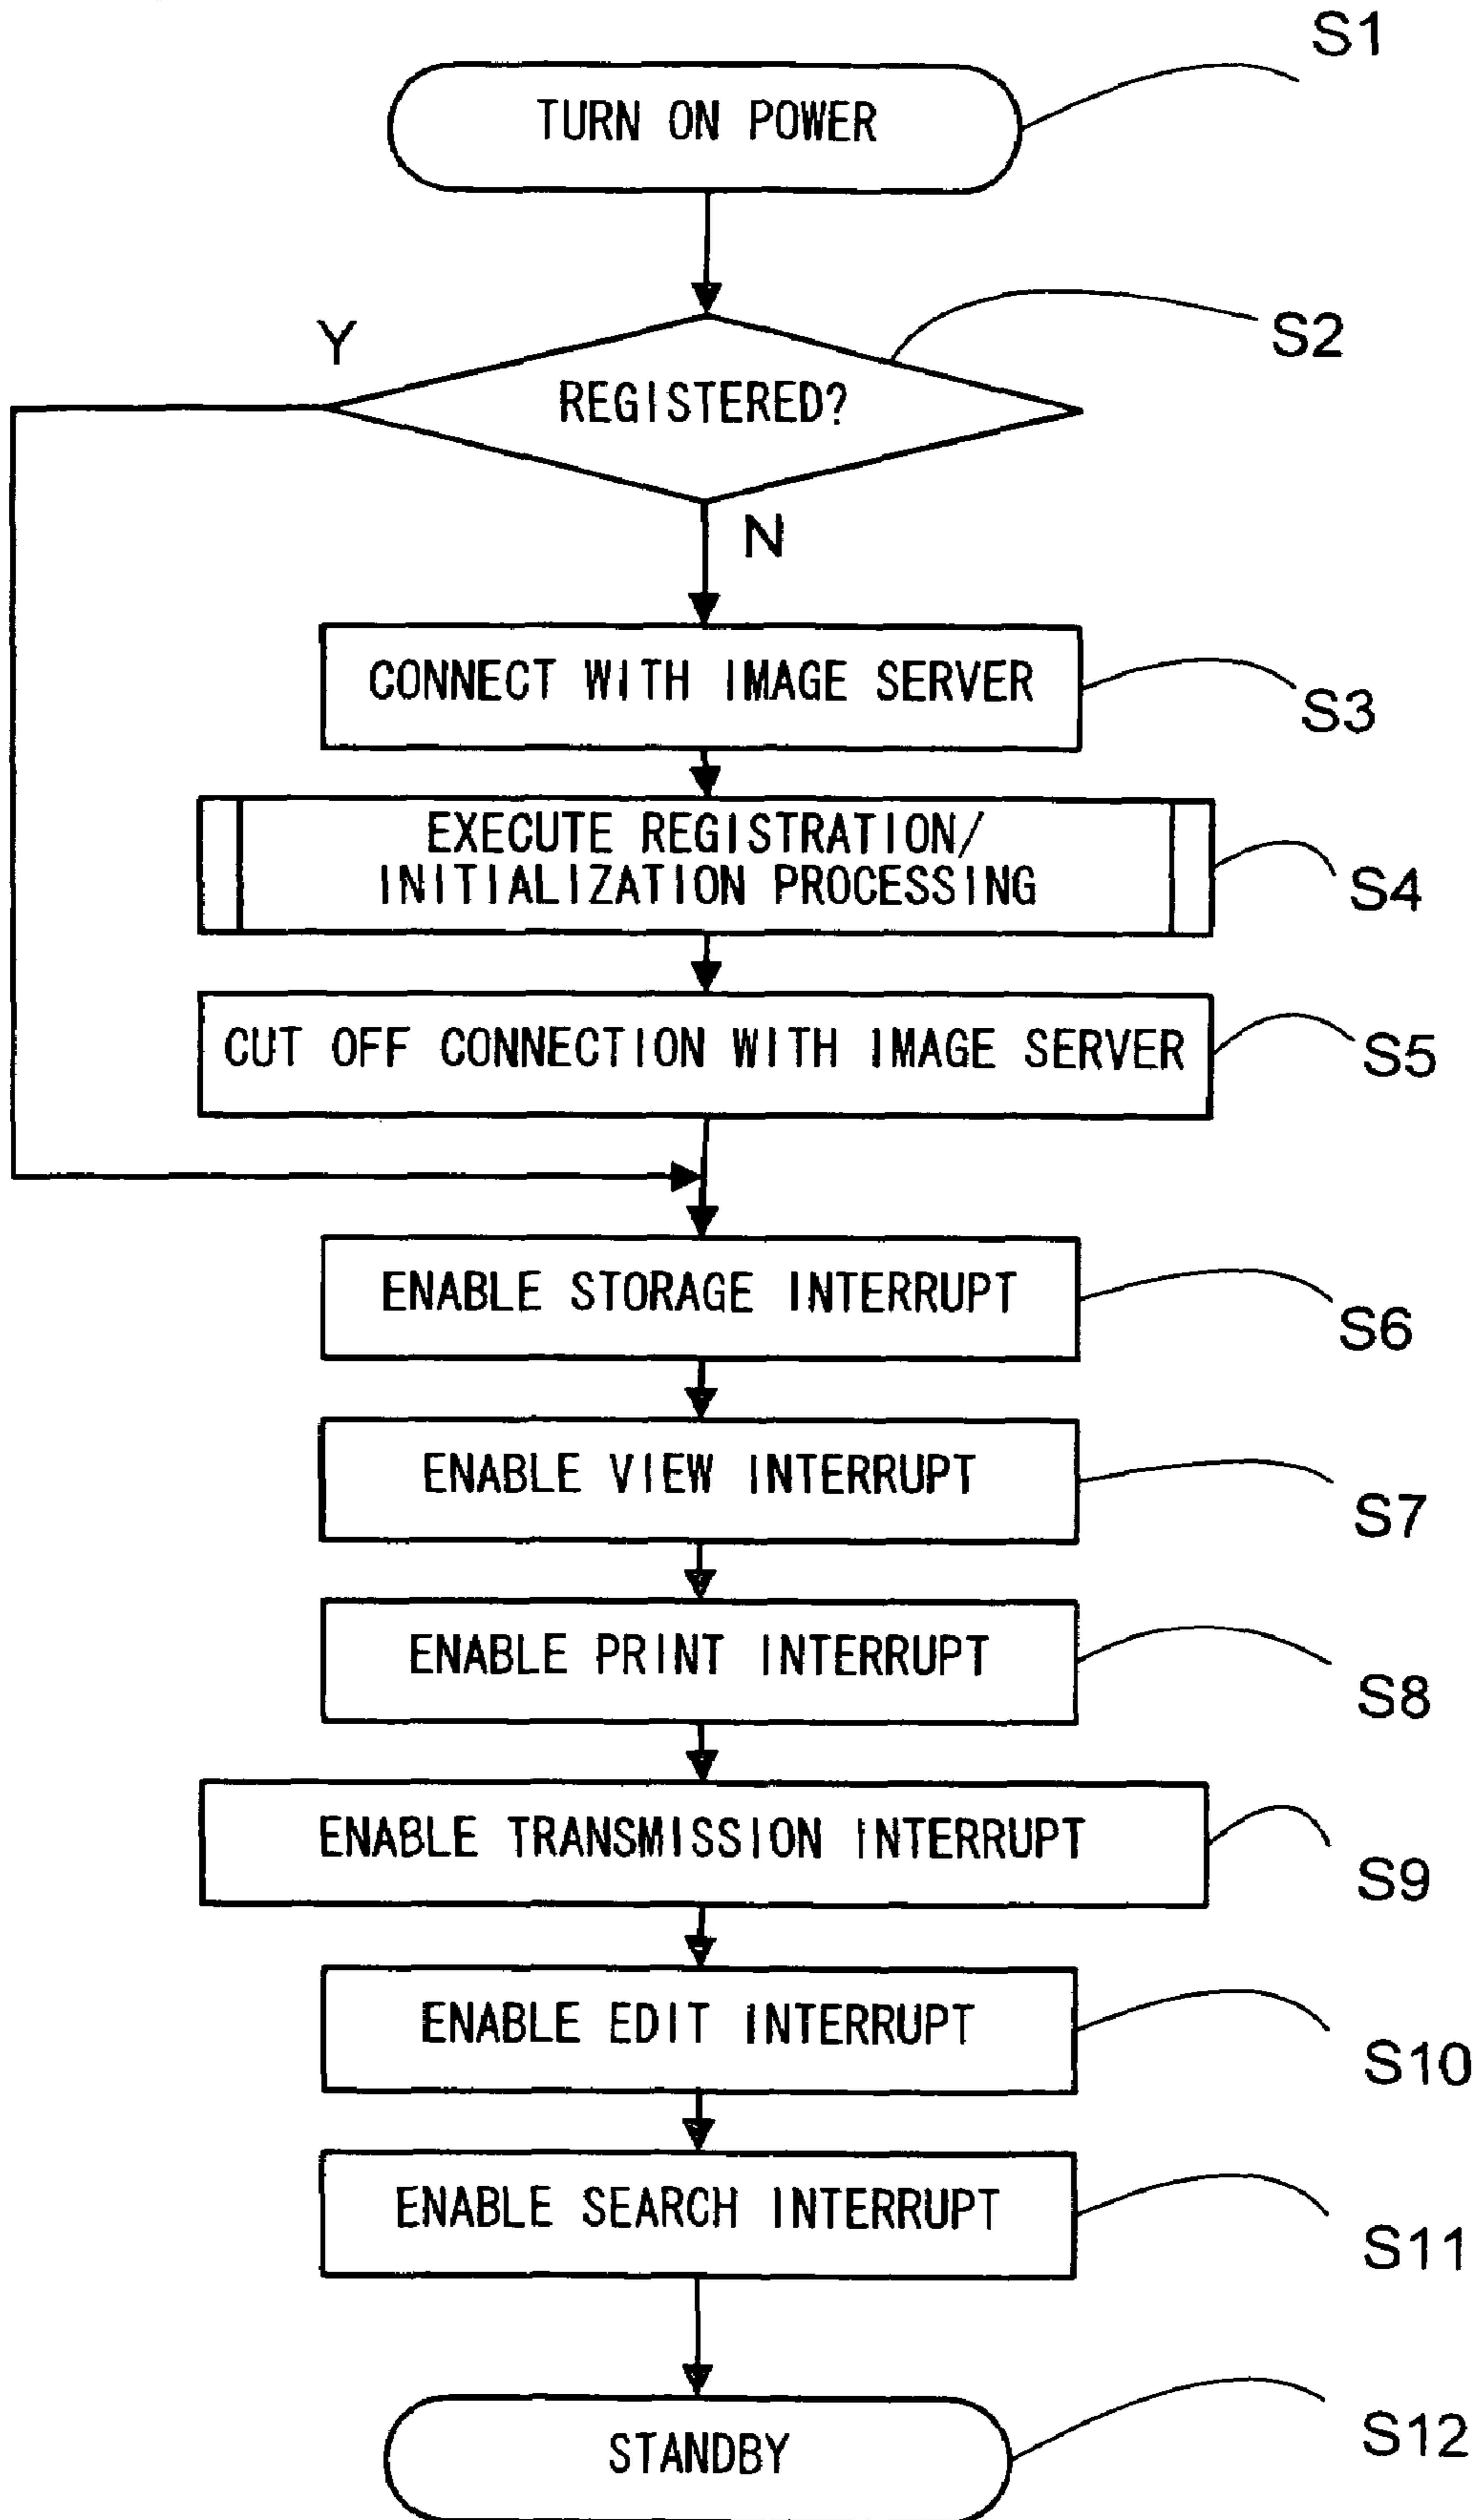 S1
TURN ON POWER
Y
S2
REGISTERED?
N
CONNECT WITH IMAGE SERVER
S3
EXECUTE REGISTRATION/
INITIALIZATION PROCESSING
S4
CUT OFF CONNECTION WITH IMAGE SERVER
S5
ENABLE STORAGE INTERRUPT
S6
ENABLE VIEW INTERRUPT
S7
ENABLE PRINT INTERRUPT
S8
ENABLE TRANSMISSION INTERRUPT
S9
ENABLE EDIT INTERRUPT
S10
ENABLE SEARCH INTERRUPT
S11
STANDBY
S12